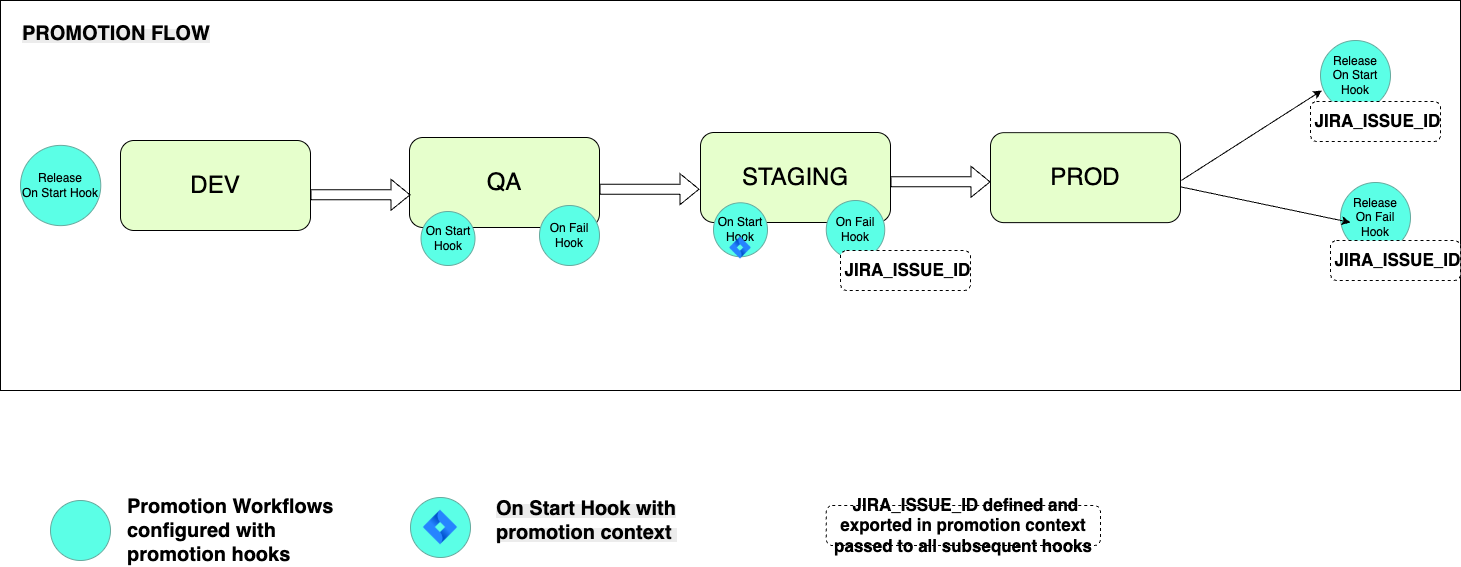 PROMOTION FLOW
Release
On Start Hook
DEV
QA
On Start
Hook
On Fail
Hook
STAGING
On Start
Hook
On Fail
Hook
JIRA_ISSUE_ID
PROD
Release
On Start
Hook
JIRA_ISSUE_ID
Release
On Fail
Hook
JIRA_ISSUE_ID
Promotion Workflows
configured with
promotion hooks
On Start Hook with
promotion context
JIRA_ISSUE_ID defined and
exported in promotion context
passed to all subsequent hooks